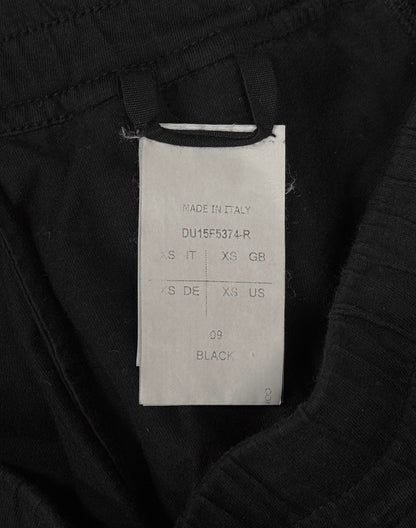 MADE IN ITALY
DU15F5374-R
XS IT XS GB
XS DE XS US
09
BLACK